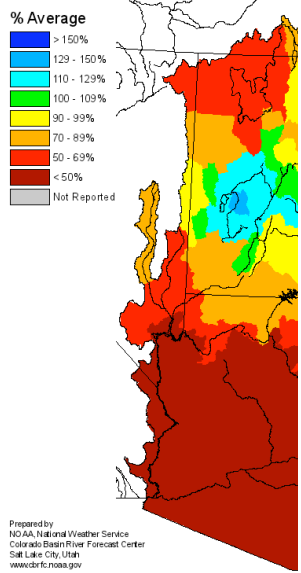 % Average
> 150%
129 - 150%
110 - 129%
100 - 109%
90 - 99%
70 - 89%
50 - 69%
< 50%
Not Reported
Prepared by
NOAA, National Weather Service
Colorado Basin River Forecast Center
Salt Lake City, Utah
www.cbrfc.noaa.gov